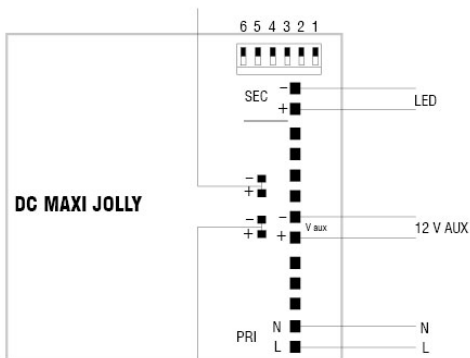 6 5 4 3 2 1
SEC
-
+
LED
-
+
DC MAXI JOLLY
-
+
-
+
V aux
12 V AUX
PRI
N
L
N
L